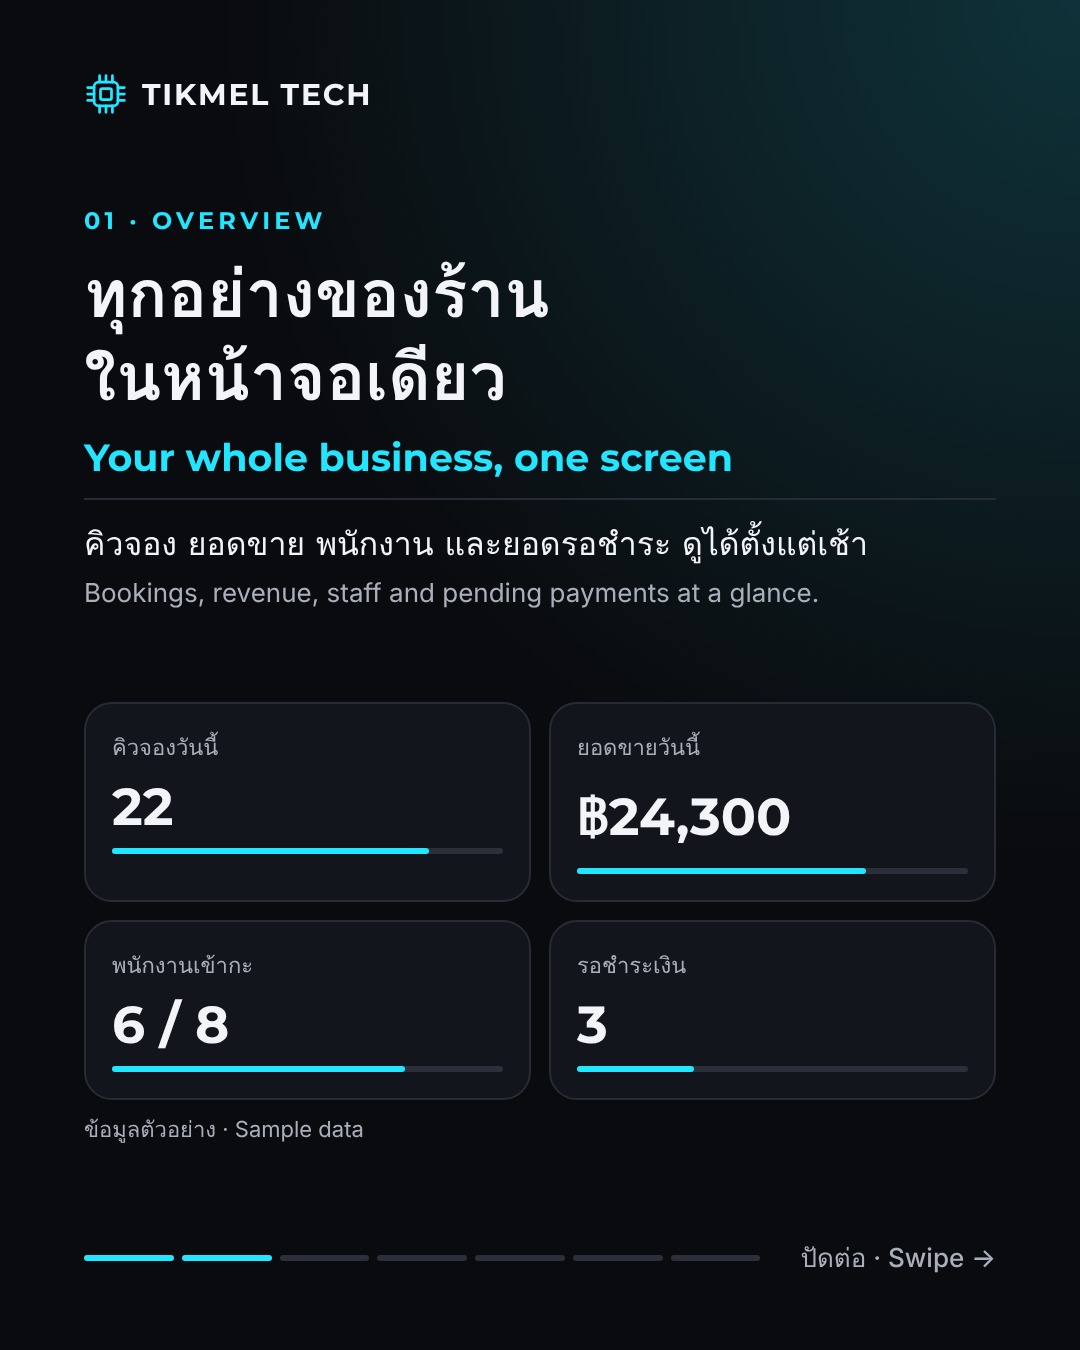 TIKMEL TECH
01 · OVERVIEW
ทุกอย่างของร้าน
ในหน้าจอเดียว
Your whole business, one screen
คิวจอง ยอดขาย พนักงาน และยอดรอชำระ ดูได้ตั้งแต่เช้า
Bookings, revenue, staff and pending payments at a glance.
คิวจองวันนี้
22
ยอดขายวันนี้
฿24,300
พนักงานเข้ากะ
6 / 8
รอชำระเงิน
3
ข้อมูลตัวอย่าง · Sample data
ปัดต่อ · Swipe →